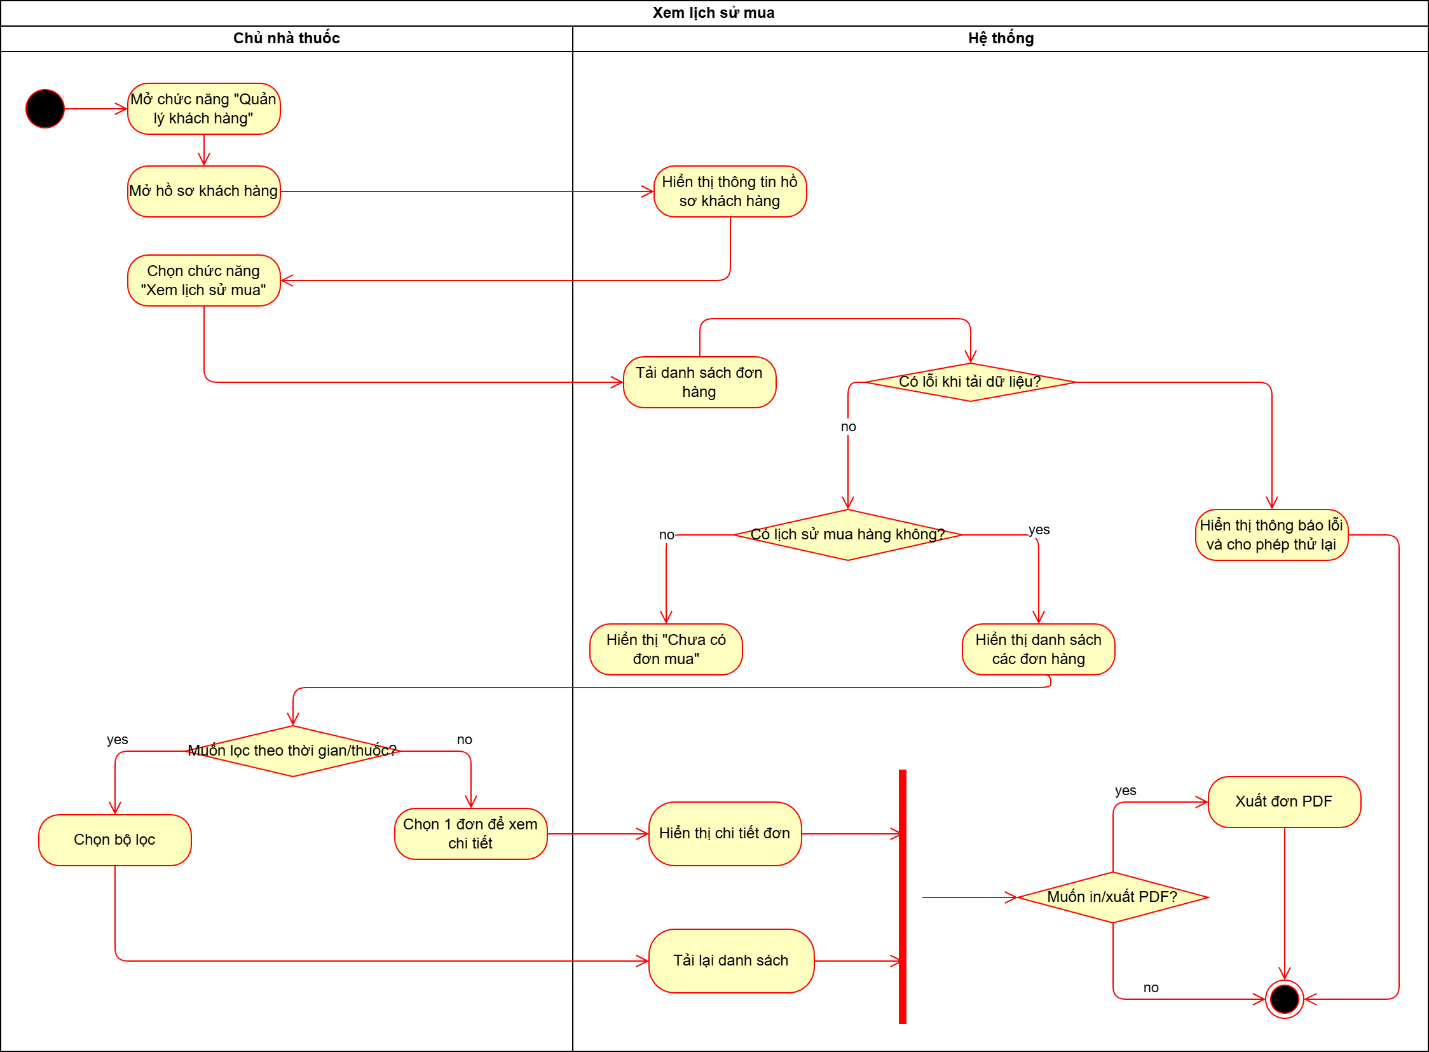 Xem lịch sử mua
Chủ nhà thuốc
Hệ thống
Mở chức năng "Quản
lý khách hàng"
Mở hồ sơ khách hàng
Hiển thị thông tin hồ
sơ khách hàng
Chọn chức năng
"Xem lịch sử mua"
Tải danh sách đơn
hàng
Có lỗi khi tải dữ liệu?
no
Có lịch sử mua hàng không?
no
yes
Hiển thị thông báo lỗi
và cho phép thử lại
Hiển thị "Chưa có
đơn mua"
Hiển thị danh sách
các đơn hàng
Muốn lọc theo thời gian/thuốc?
yes
no
Chọn bộ lọc
Chọn 1 đơn để xem
chi tiết
Hiển thị chi tiết đơn
Tải lại danh sách
yes
Xuất đơn PDF
Muốn in/xuất PDF?
no